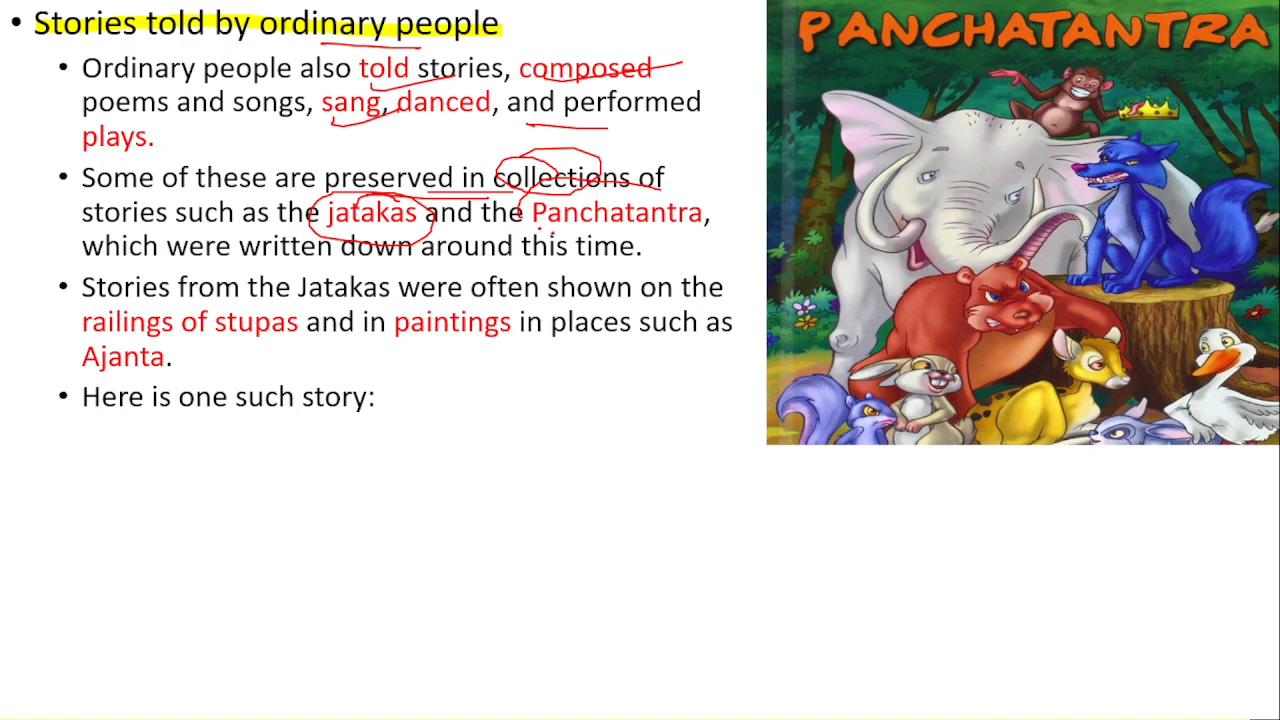 • Stories told by ordinary people
• Ordinary people also told stories, composed
poems and songs, sang, danced, and performed
plays.
• Some of these are preserved in collections of
stories such as the jatakas and the Panchatantra,
which were written down around this time.
• Stories from the Jatakas were often shown on the
railings of stupas and in paintings in places such as
Ajanta.
• Here is one such story:
PANCHATANTRA